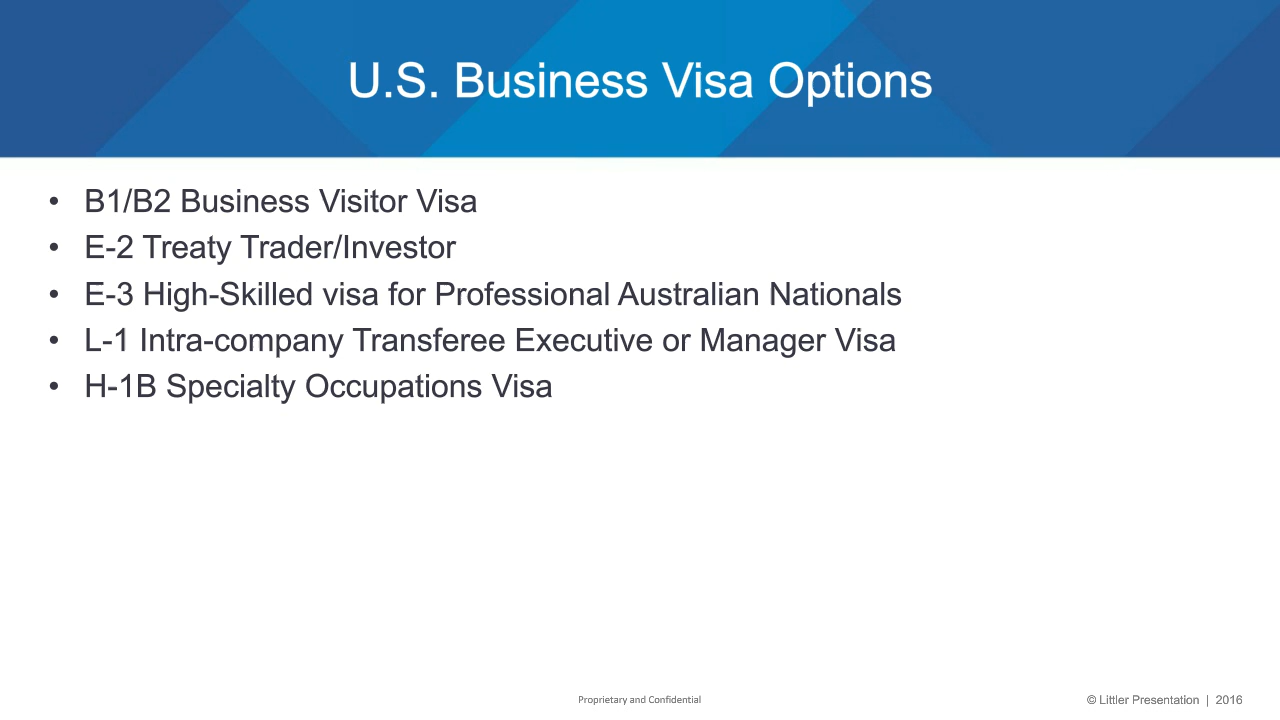 U.S. Business Visa Options
• B1/B2 Business Visitor Visa
• E-2 Treaty Trader/Investor
• E-3 High-Skilled visa for Professional Australian Nationals
• L-1 Intra-company Transferee Executive or Manager Visa
• H-1B Specialty Occupations Visa
Proprietary and Confidential
© Littler Presentation | 2016